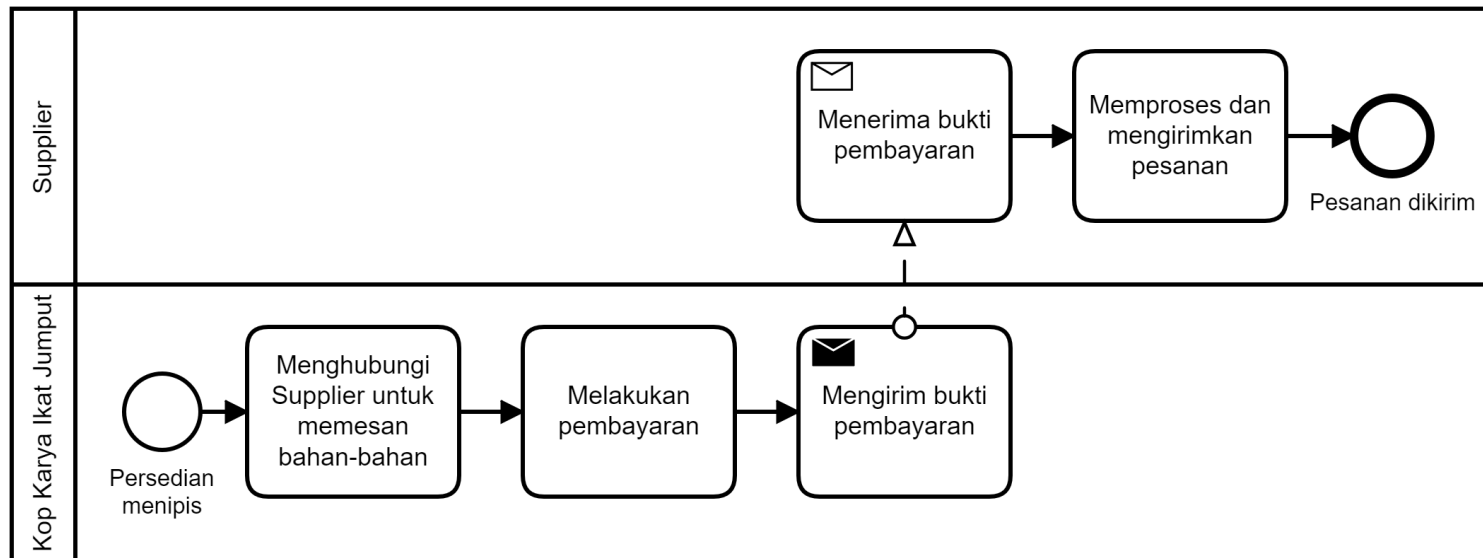 Supplier
Menerima bukti
pembayaran
Memproses dan
mengirimkan
pesanan
Pesanan dikirim
Kop Karya Ikat Jumput
Persedian
menipis
Menghubungi
Supplier untuk
memesan
bahan-bahan
Melakukan
pembayaran
Mengirim bukti
pembayaran